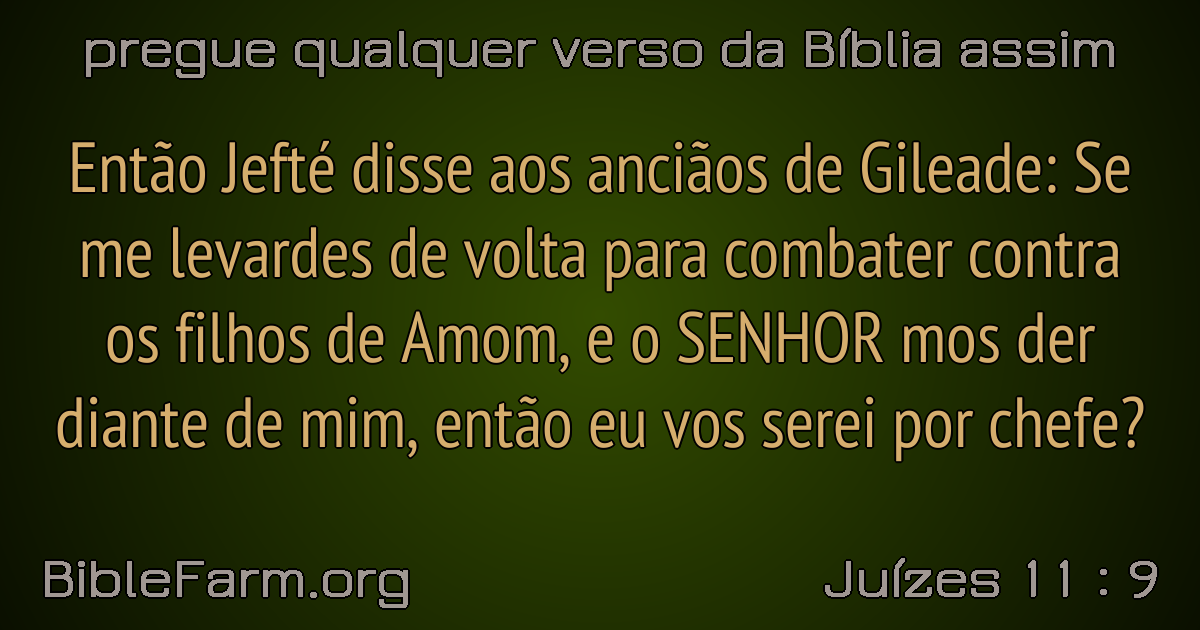 pregue qualquer verso da Bíblia assim
Então Jefté disse aos anciãos de Gileade: Se
me levardes de volta para combater contra
os filhos de Amom, e o SENHOR mos der
diante de mim, então eu vos serei por chefe?
BibleFarm.org
Juízes 11 : 9